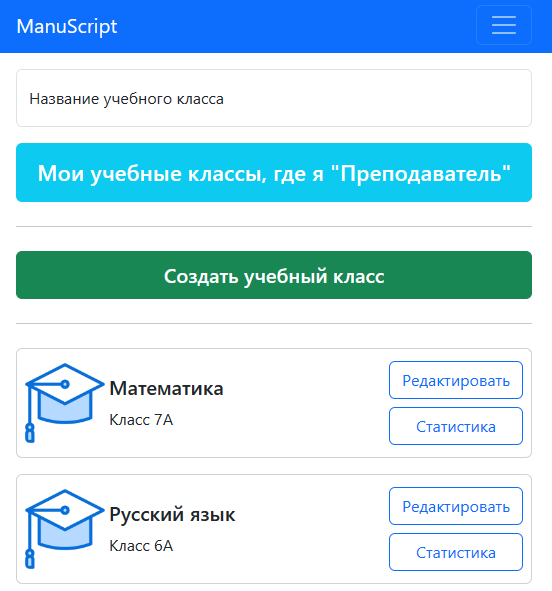 ManuScript
Название учебного класса
Мои учебные классы, где я "Преподаватель"
Создать учебный класс
Математика
Класс 7А
Редактировать
Статистика
Русский язык
Класс 6А
Редактировать
Статистика